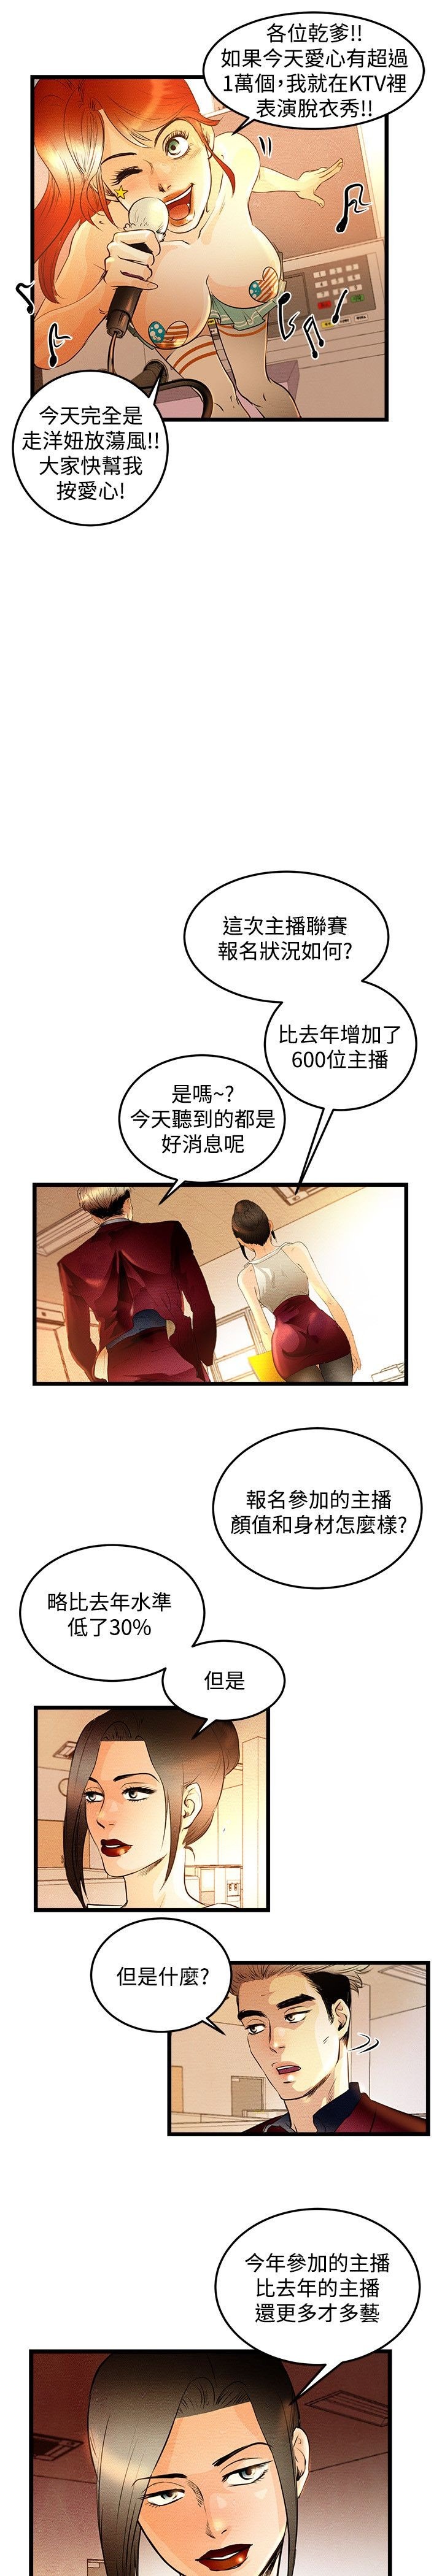 各位乾爹!!
如果今天愛心有超過
1萬個，我就在KTV裡
表演脫衣秀!!
今天完全是
走洋妞放蕩風!!
大家快幫我
按愛心!
這次主播聯賽
報名狀況如何?
比去年增加了
600位主播
是嗎~?
今天聽到的都是
好消息呢
報名參加的主播
顏值和身材怎麼樣?
略比去年水準
低了30%
但是
但是什麼?
今年參加的主播
比去年的主播
還更多才多藝